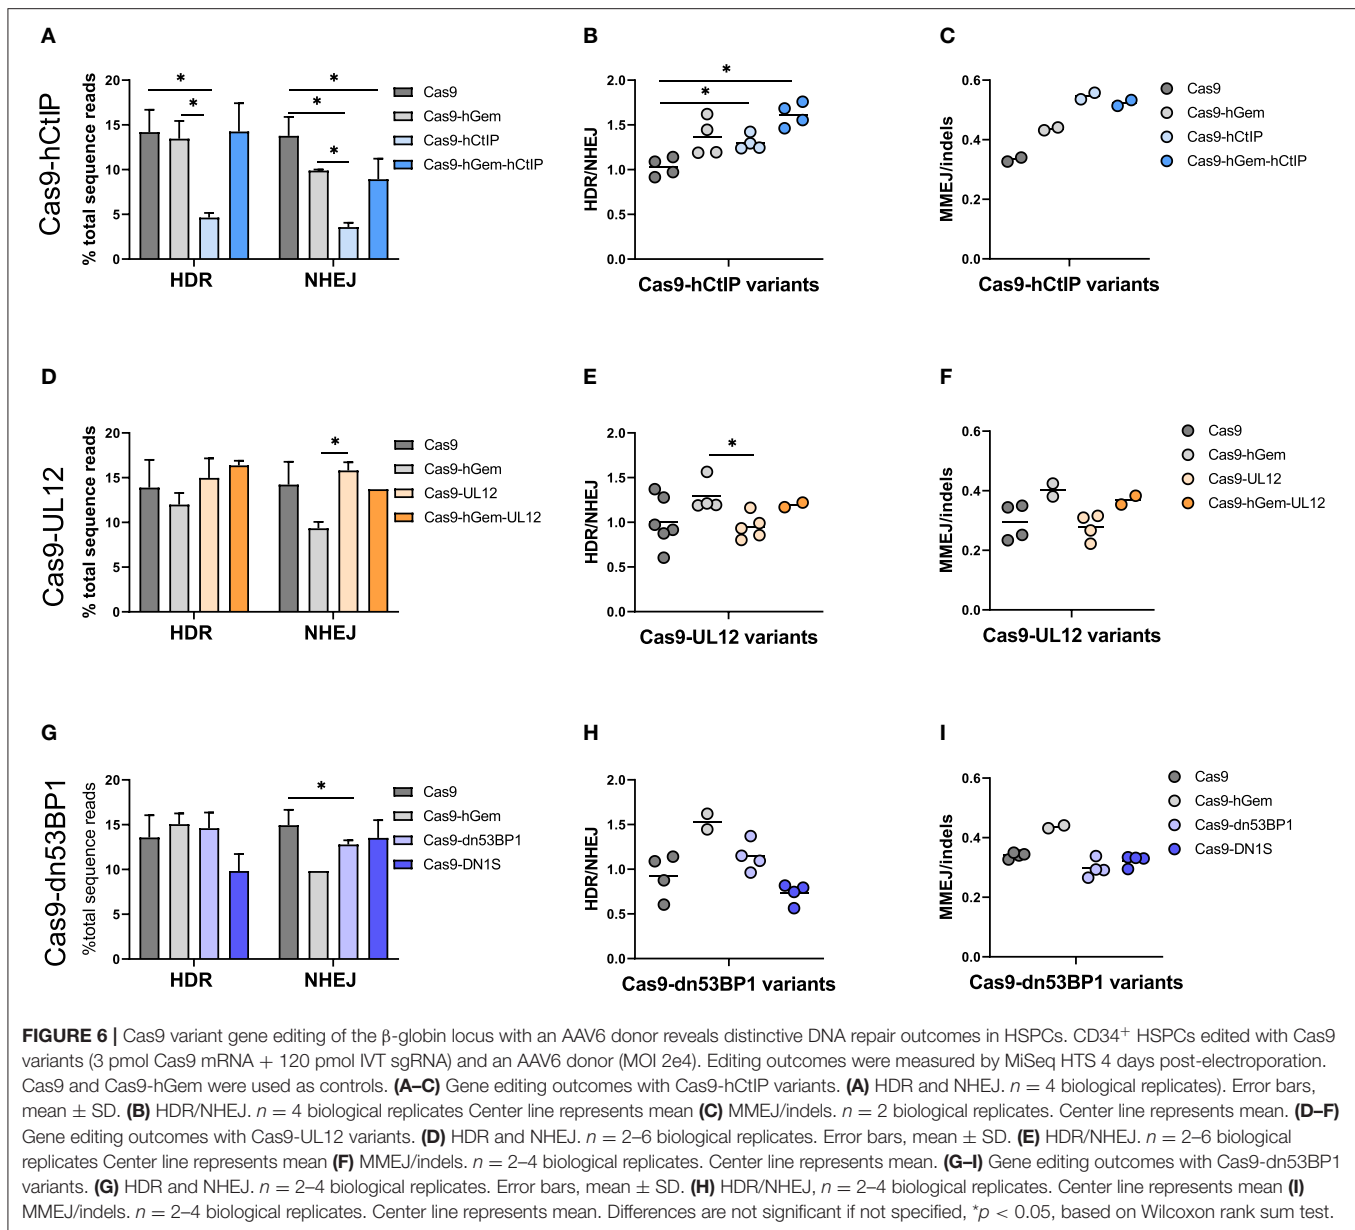 A
B
C
Cas9-hCtIP
% total sequence reads
20
15
10
5
0
*
*
*
*
*
HDR
NHEJ
Cas9
Cas9-hGem
Cas9-hCtIP
Cas9-hGem-hCtIP
HDR/NHEJ
2.0
1.5
1.0
0.5
0.0
*
*
Cas9-hCtIP variants
MMEJ/indels
0.6
0.4
0.2
0.0
Cas9-hCtIP variants
Cas9
Cas9-hGem
Cas9-hCtIP
Cas9-hGem-hCtIP
D
E
F
Cas9-UL12
% total sequence reads
20
15
10
5
0
*
HDR
NHEJ
Cas9
Cas9-hGem
Cas9-UL12
Cas9-hGem-UL12
HDR/NHEJ
2.0
1.5
1.0
0.5
0.0
*
Cas9-UL12 variants
MMEJ/indels
0.6
0.4
0.2
0.0
Cas9-UL12 variants
Cas9
Cas9-hGem
Cas9-UL12
Cas9-hGem-UL12
G
H
I
Cas9-dn53BP1
%total sequence reads
20
15
10
5
0
*
HDR
NHEJ
Cas9
Cas9-hGem
Cas9-dn53BP1
Cas9-DN1S
HDR/NHEJ
2.0
1.5
1.0
0.5
0.0
Cas9-dn53BP1 variants
MMEJ/indels
0.6
0.4
0.2
0.0
Cas9-dn53BP1 variants
Cas9
Cas9-hGem
Cas9-dn53BP1
Cas9-DN1S
FIGURE 6 | Cas9 variant gene editing of the β-globin locus with an AAV6 donor reveals distinctive DNA repair outcomes in HSPCs. CD34+ HSPCs edited with Cas9
variants (3 pmol Cas9 mRNA + 120 pmol IVT sgRNA) and an AAV6 donor (MOI 2e4). Editing outcomes were measured by MiSeq HTS 4 days post-electroporation.
Cas9 and Cas9-hGem were used as controls. (A–C) Gene editing outcomes with Cas9-hCtIP variants. (A) HDR and NHEJ. n = 4 biological replicates). Error bars,
mean ± SD. (B) HDR/NHEJ. n = 4 biological replicates Center line represents mean (C) MMEJ/indels. n = 2 biological replicates. Center line represents mean. (D–F)
Gene editing outcomes with Cas9-UL12 variants. (D) HDR and NHEJ. n = 2–6 biological replicates. Error bars, mean ± SD. (E) HDR/NHEJ. n = 2–6 biological
replicates Center line represents mean (F) MMEJ/indels. n = 2–4 biological replicates. Center line represents mean. (G–I) Gene editing outcomes with Cas9-dn53BP1
variants. (G) HDR and NHEJ. n = 2–4 biological replicates. Error bars, mean ± SD. (H) HDR/NHEJ, n = 2–4 biological replicates. Center line represents mean (I)
MMEJ/indels. n = 2–4 biological replicates. Center line represents mean. Differences are not significant if not specified, *p < 0.05, based on Wilcoxon rank sum test.